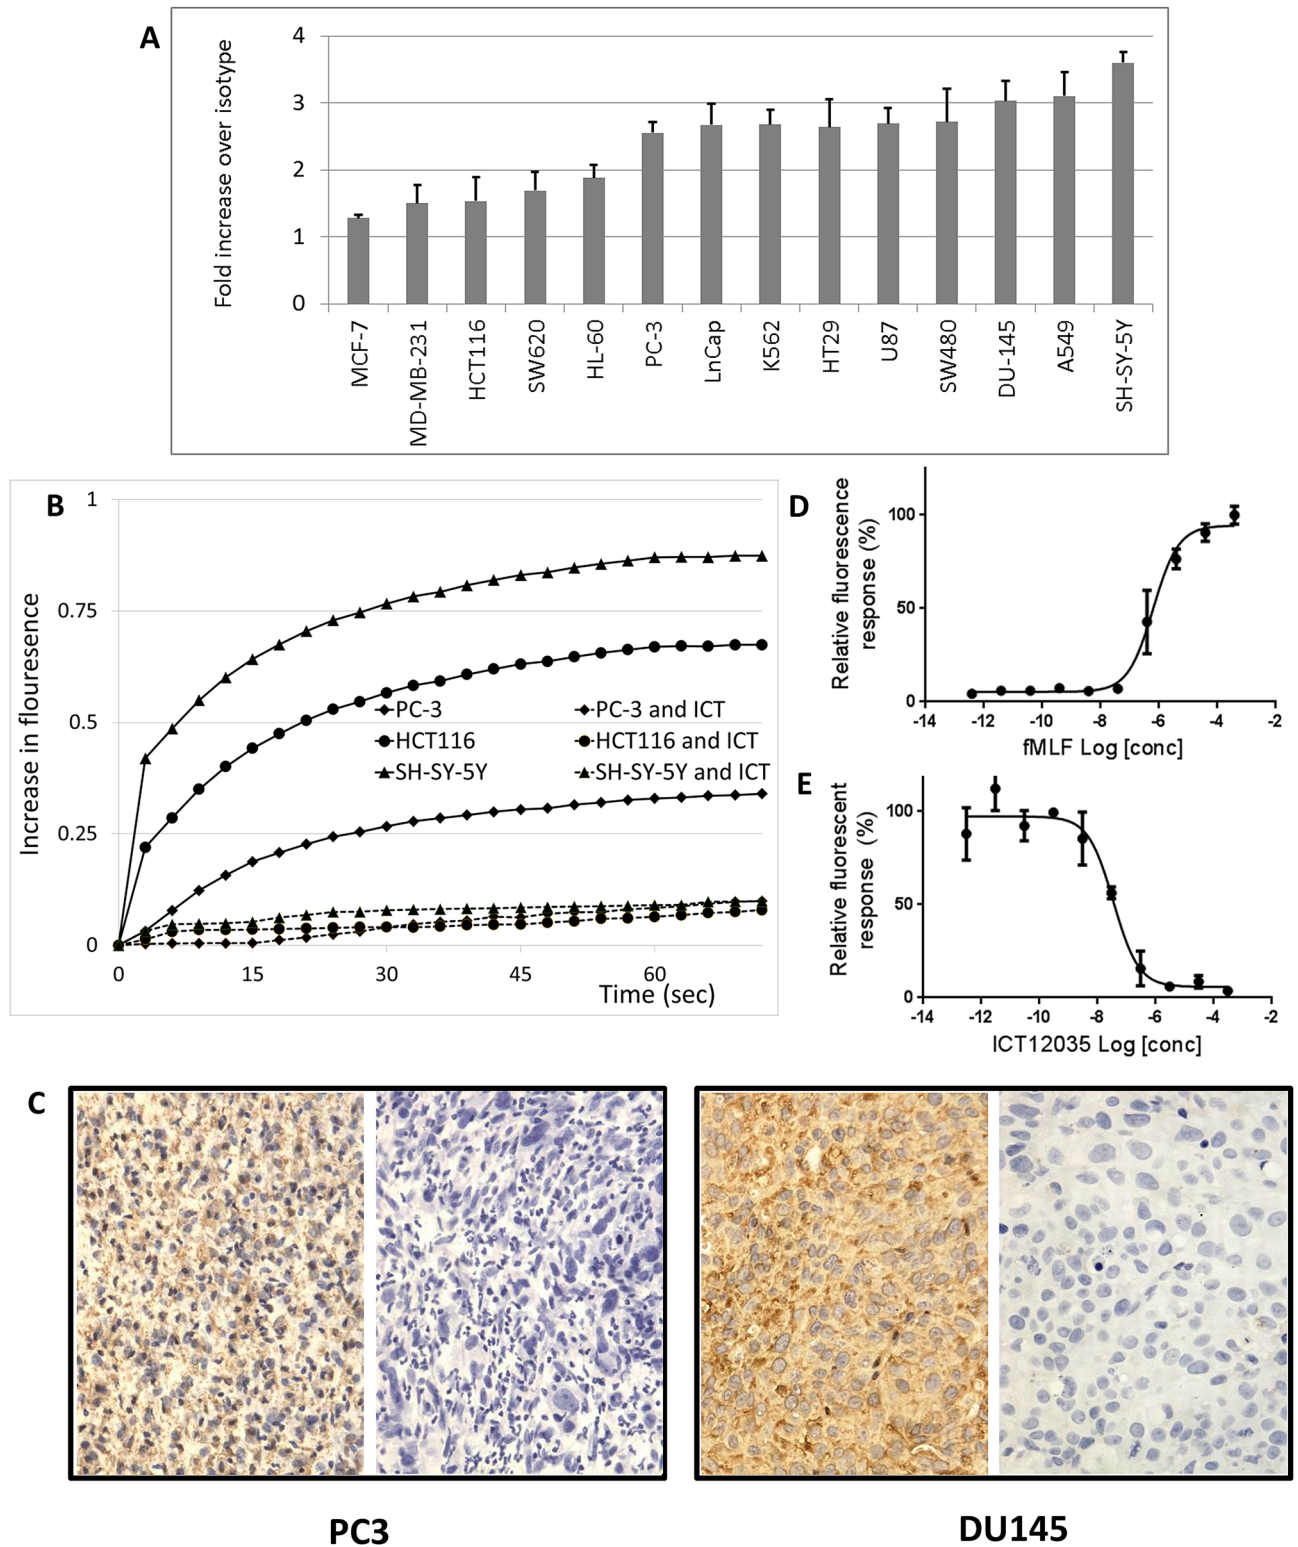 A
Fold increase over isotype
4
3
2
1
0
MCF-7
MD-MB-231
HCT116
SW620
HL-60
PC-3
LnCap
K562
HT29
U87
SW480
DU-145
A549
SH-SY-5Y
B
Increase in flouresence
1
0.75
0.5
0.25
0
PC-3
PC-3 and ICT
HCT116
HCT116 and ICT
SH-SY-5Y
SH-SY-5Y and ICT
0 15 30 45 60
Time (sec)
D
Relative fluorescence
response (%)
100
50
0
-14 -12 -10 -8 -6 -4 -2
fMLF Log [conc]
E
Relative fluorescent
response (%)
100
50
0
-14 -12 -10 -8 -6 -4 -2
ICT12035 Log [conc]
C
PC3
DU145